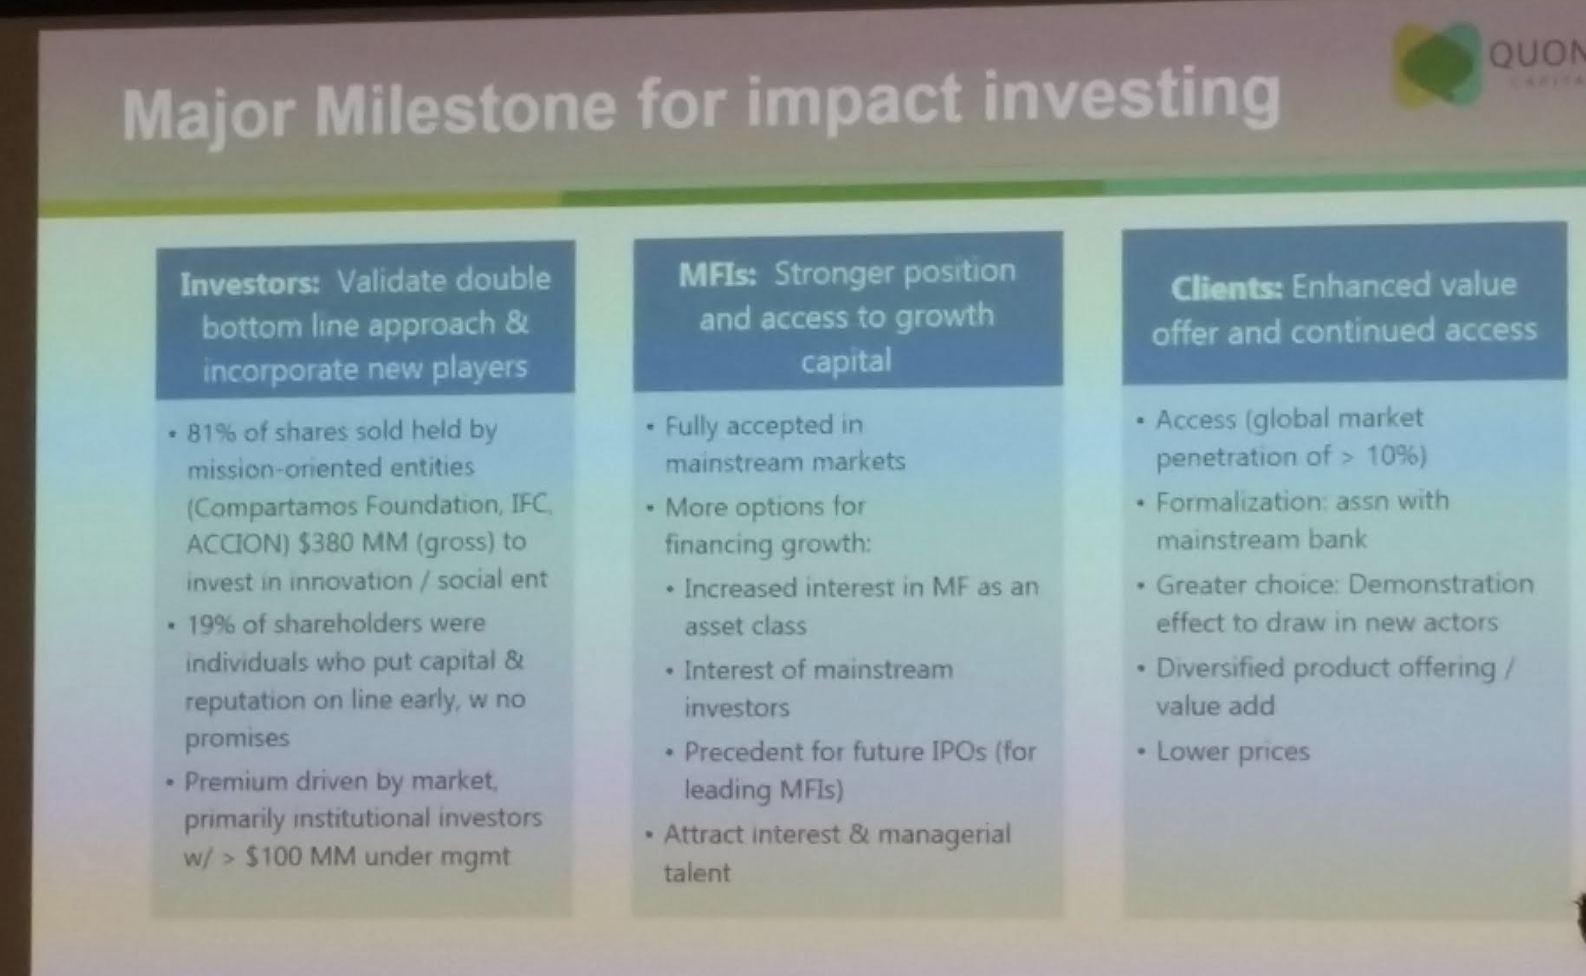 Major Milestone for impact investing
QUON
Investors: Validate double
bottom line approach &
incorporate new players
• 81% of shares sold held by
mission-oriented entities
(Compartamos Foundation, IFC,
ACCION) $380 MM (gross) to
invest in innovation / social ent
• 19% of shareholders were
individuals who put capital &
reputation on line early, w no
promises
• Premium driven by market,
primarily institutional investors
w/ > $100 MM under mgmt
MFIs: Stronger position
and access to growth
capital
• Fully accepted in
mainstream markets
• More options for
financing growth:
• Increased interest in MF as an
asset class
• Interest of mainstream
investors
• Precedent for future IPOs (for
leading MFIs)
• Attract interest & managerial
talent
Clients: Enhanced value
offer and continued access
• Access (global market
penetration of > 10%)
• Formalization: assn with
mainstream bank
• Greater choice: Demonstration
effect to draw in new actors
• Diversified product offering /
value add
• Lower prices